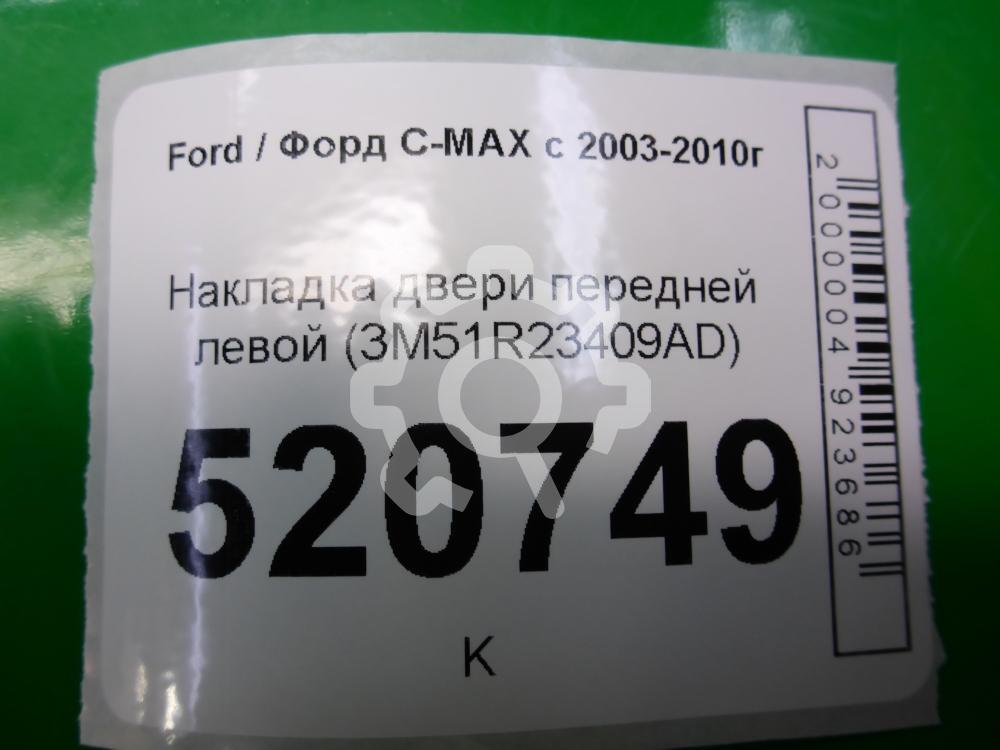 Ford / Форд C-MAX с 2003-2010г
Накладка двери передней
левой (3M51R23409AD)
520749
К
2000004923686